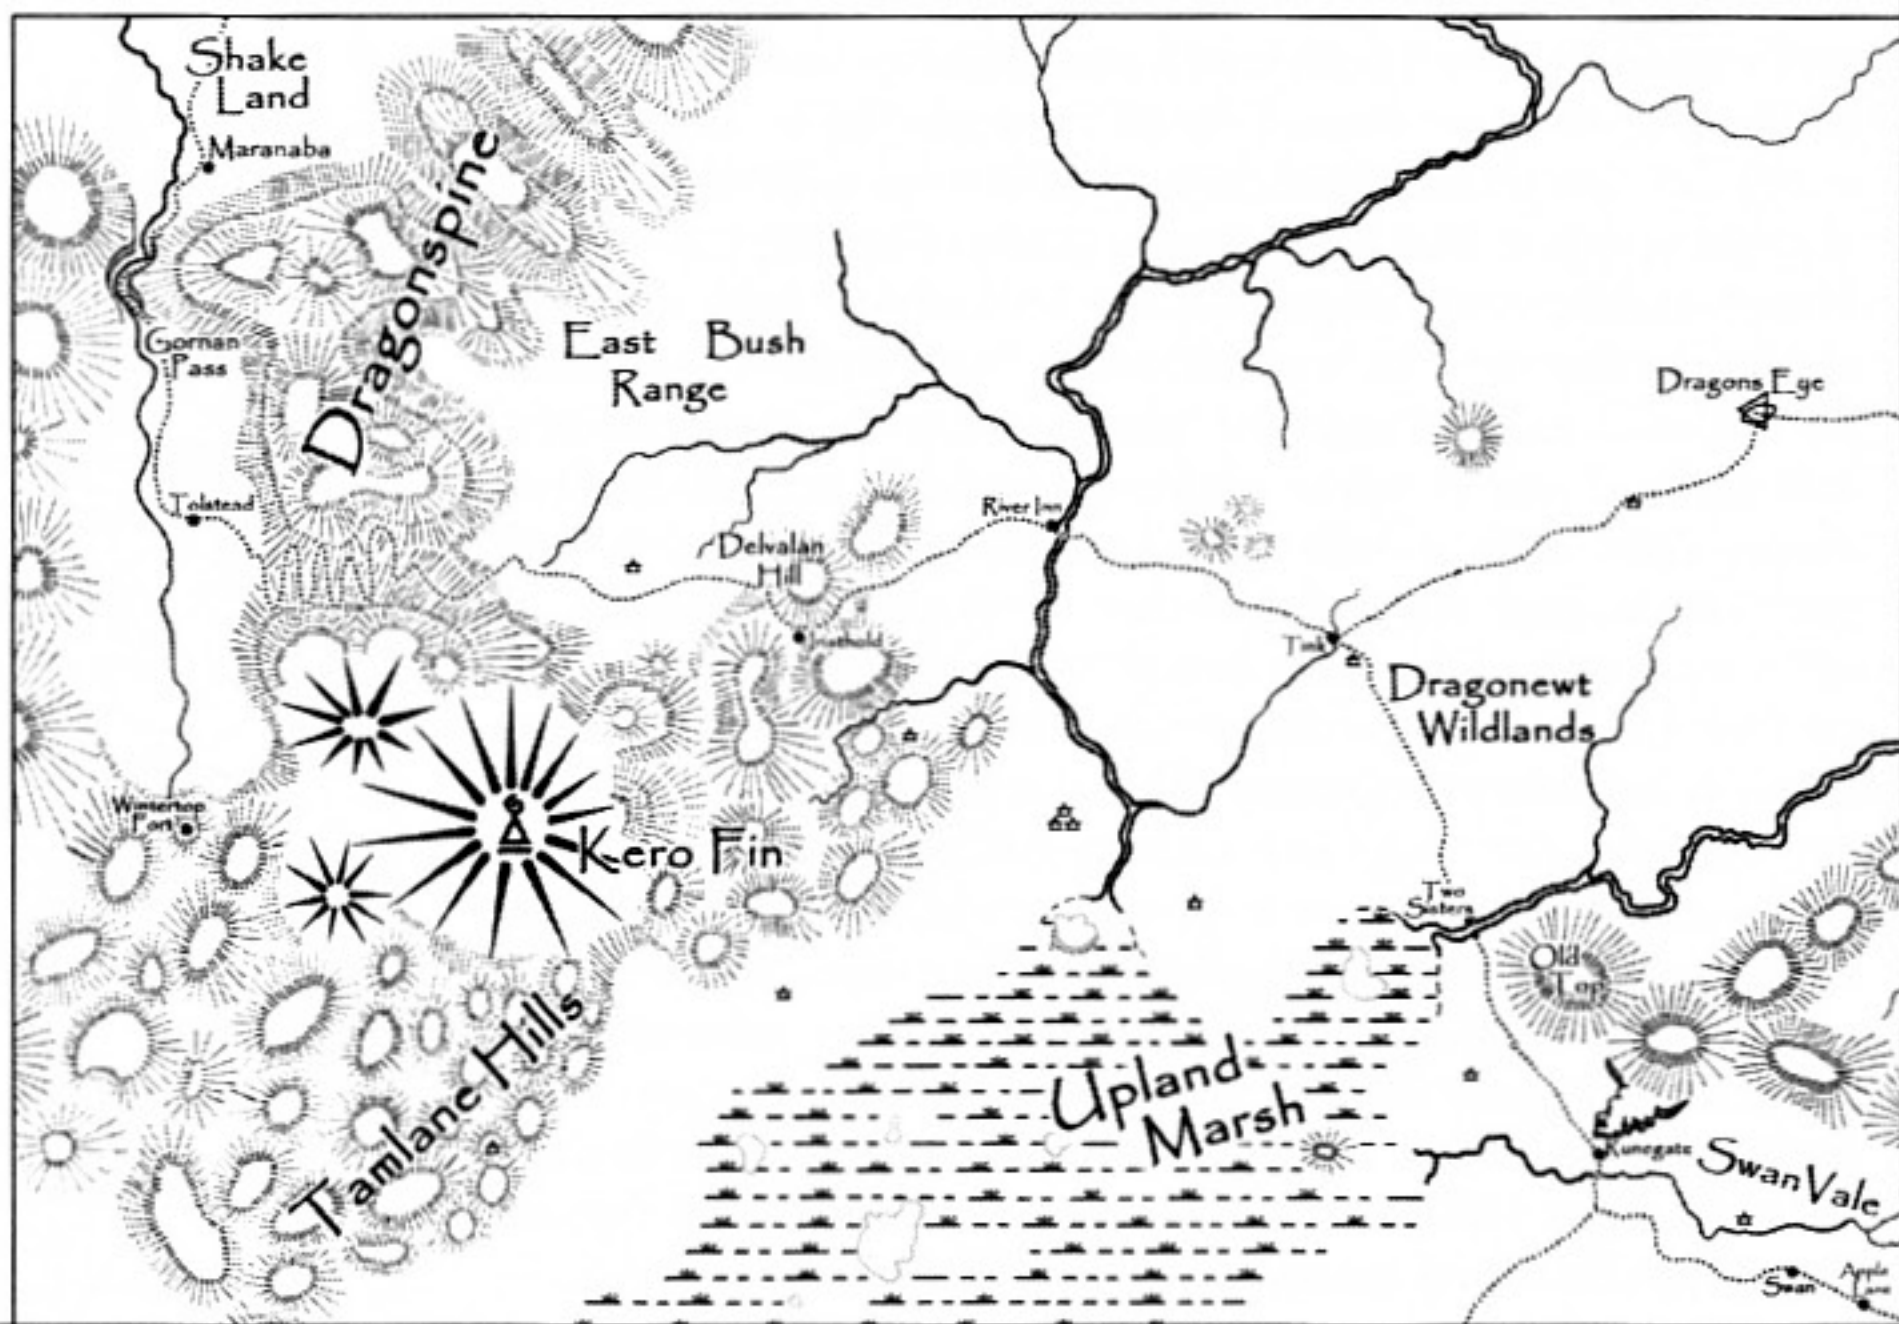 Shake
Land
Maranaba
Dragonspine
Gornan
Pass
East Bush
Range
Dragons Eye
Tolstead
River Inn
Delvalan
Hill
Tink
Dragonewt
Wildlands
Wintertop
Fort
Kero Fin
Two
Sisters
Old
Top
Tamlane Hills
Upland
Marsh
Runegate
Swan Vale
Swan
Apple
Lane